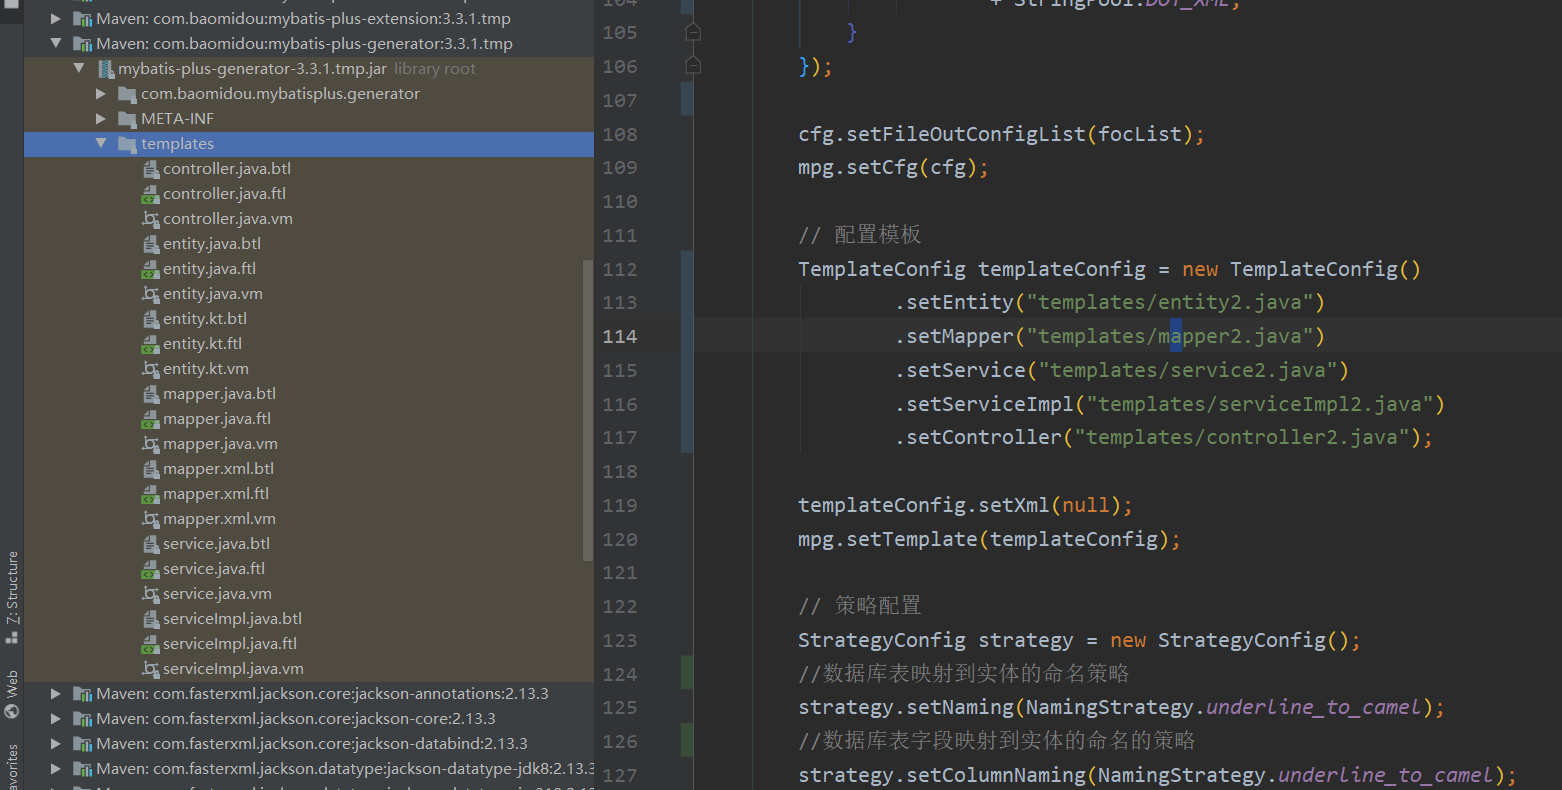 Maven: com.baomidou:mybatis-plus-extension:3.3.1.tmp
Maven: com.baomidou:mybatis-plus-generator:3.3.1.tmp
mybatis-plus-generator-3.3.1.tmp.jar library root
com.baomidou.mybatisplus.generator
META-INF
templates
controller.java.btl
controller.java.ftl
controller.java.vm
entity.java.btl
entity.java.ftl
entity.java.vm
entity.kt.btl
entity.kt.ftl
entity.kt.vm
mapper.java.btl
mapper.java.ftl
mapper.java.vm
mapper.xml.btl
mapper.xml.ftl
mapper.xml.vm
service.java.btl
service.java.ftl
service.java.vm
serviceImpl.java.btl
serviceImpl.java.ftl
serviceImpl.java.vm
Maven: com.fasterxml.jackson.core:jackson-annotations:2.13.3
Maven: com.fasterxml.jackson.core:jackson-core:2.13.3
Maven: com.fasterxml.jackson.core:jackson-databind:2.13.3
Maven: com.fasterxml.jackson.datatype:jackson-datatype-jdk8:2.13.3
Z: Structure
Web
avorites
104 + StringPool.DOT_XML;
105 }
106 });
107
108 cfg.setFileOutConfigList(focList);
109 mpg.setCfg(cfg);
110
111 // 配置模板
112 TemplateConfig templateConfig = new TemplateConfig()
113 .setEntity("templates/entity2.java")
114 .setMapper("templates/mapper2.java")
115 .setService("templates/service2.java")
116 .setServiceImpl("templates/serviceImpl2.java")
117 .setController("templates/controller2.java");
118
119 templateConfig.setXml(null);
120 mpg.setTemplate(templateConfig);
121
122 // 策略配置
123 StrategyConfig strategy = new StrategyConfig();
124 //数据库表映射到实体的命名策略
125 strategy.setNaming(NamingStrategy.underline_to_camel);
126 //数据库表字段映射到实体的命名的策略
127 strategy.setColumnNaming(NamingStrategy.underline_to_camel);